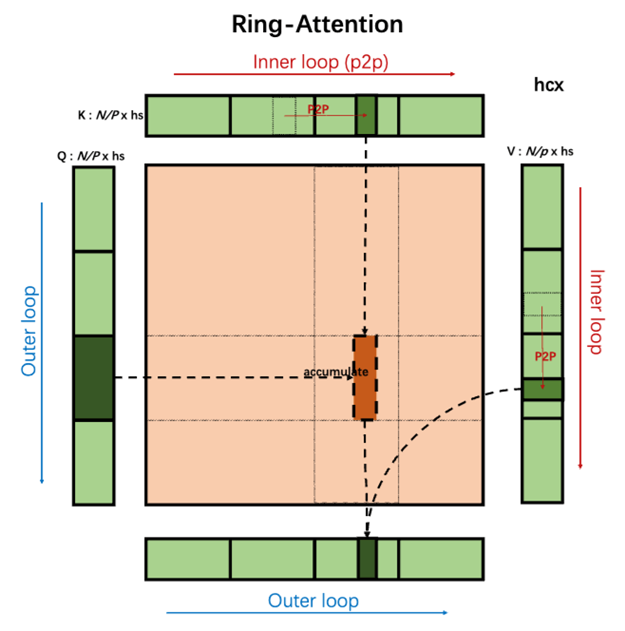 Ring-Attention
Inner loop (p2p)
hcx
K : N/P x hs
P2P
Q : N/P x hs
V : N/p x hs
Outer loop
Inner loop
P2P
accumulate
Outer loop